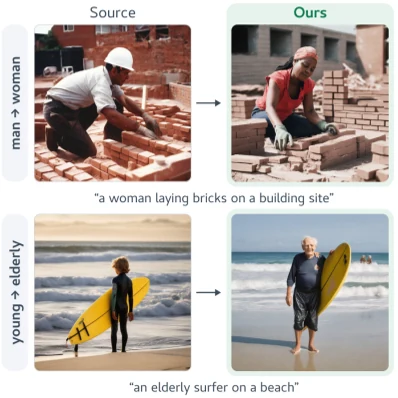 Source
Ours
man → woman
"a woman laying bricks on a building site"
young → elderly
"an elderly surfer on a beach"